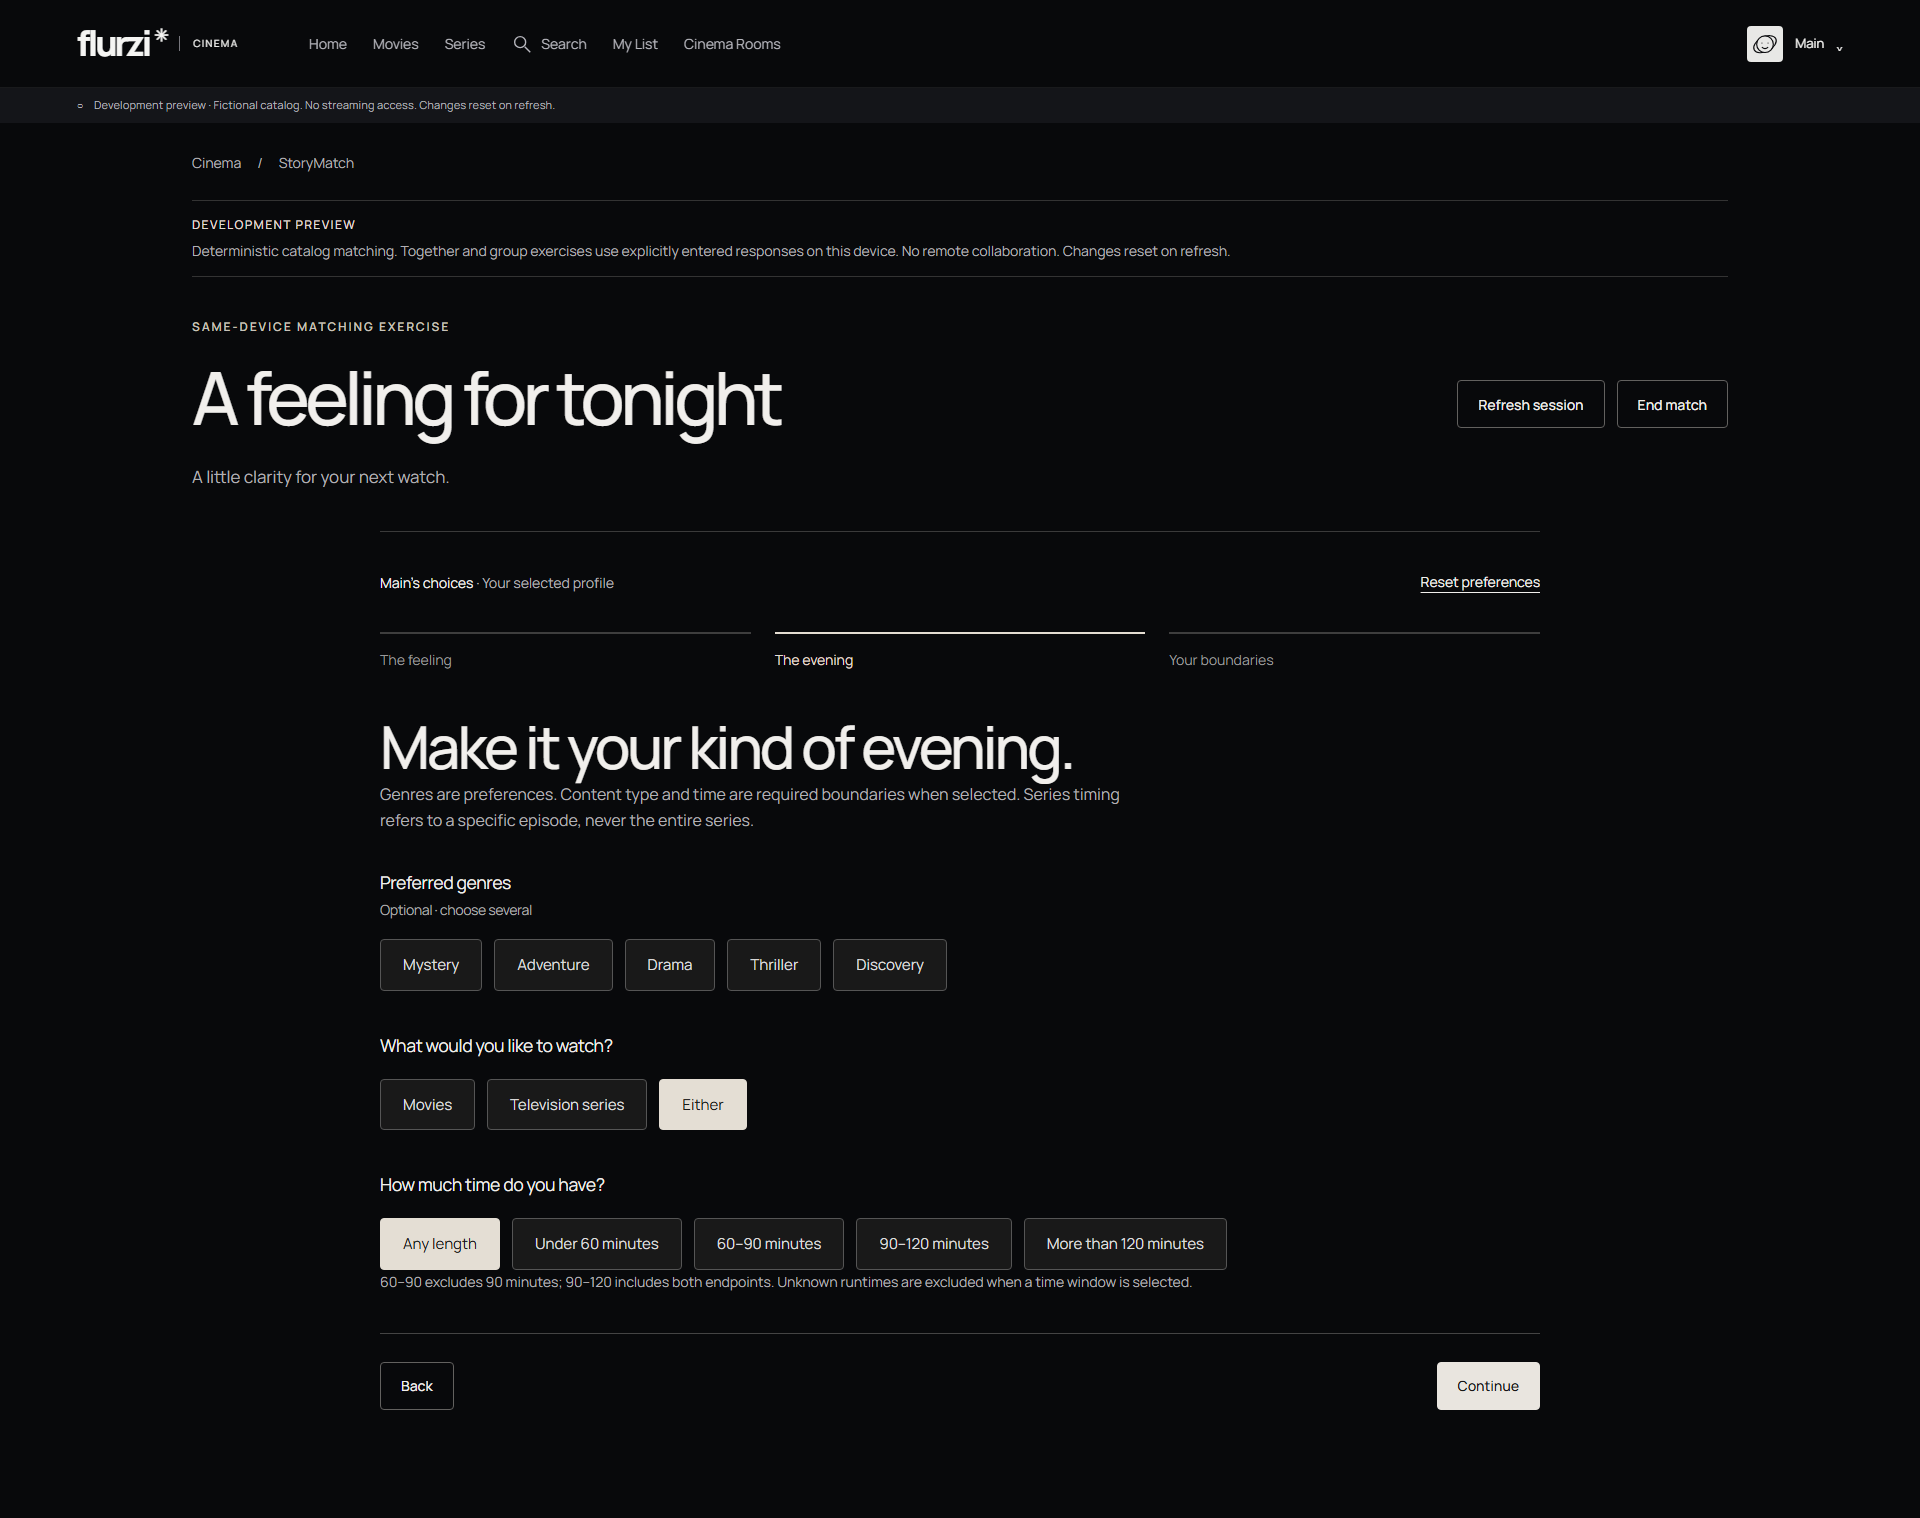 flurzi* CINEMA Home Movies Series Search My List Cinema Rooms Main
Development preview · Fictional catalog. No streaming access. Changes reset on refresh.
Cinema / StoryMatch
DEVELOPMENT PREVIEW
Deterministic catalog matching. Together and group exercises use explicitly entered responses on this device. No remote collaboration. Changes reset on refresh.
SAME-DEVICE MATCHING EXERCISE
A feeling for tonight
Refresh session End match
A little clarity for your next watch.
Main's choices · Your selected profile Reset preferences
The feeling The evening Your boundaries
Make it your kind of evening.
Genres are preferences. Content type and time are required boundaries when selected. Series timing
refers to a specific episode, never the entire series.
Preferred genres
Optional · choose several
Mystery Adventure Drama Thriller Discovery
What would you like to watch?
Movies Television series Either
How much time do you have?
Any length Under 60 minutes 60–90 minutes 90–120 minutes More than 120 minutes
60–90 excludes 90 minutes; 90–120 includes both endpoints. Unknown runtimes are excluded when a time window is selected.
Back Continue